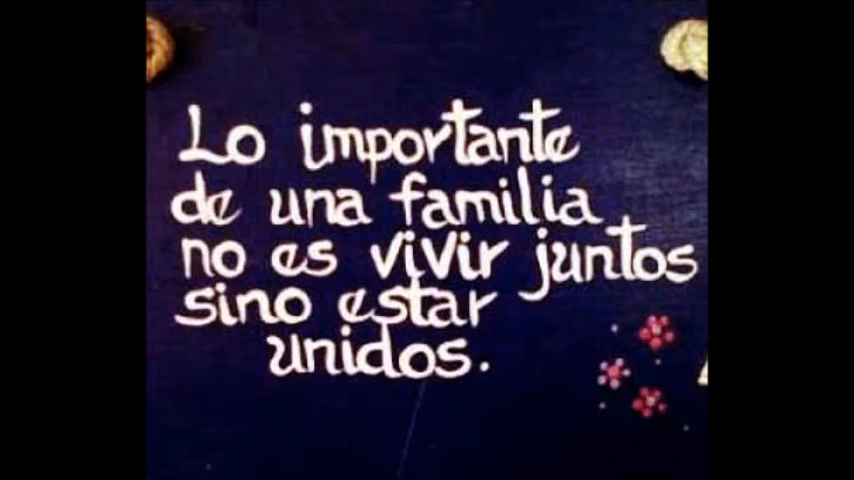 Lo importante
de una familia
no es vivir juntos
sino estar
unidos.